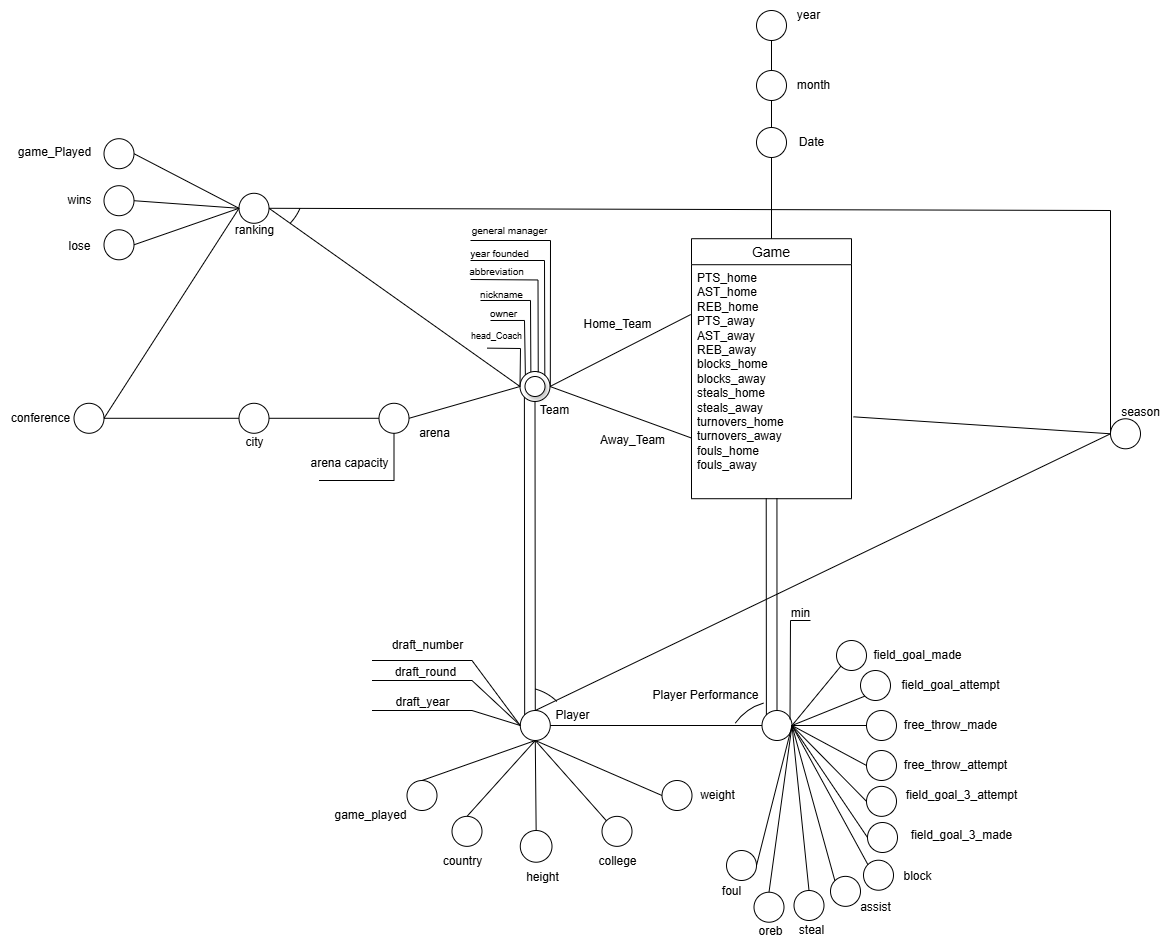 year
month
Date
game_Played
wins
lose
ranking
general manager
year founded
abbreviation
nickname
owner
head_Coach
Team
Home_Team
Away_Team
Game
PTS_home
AST_home
REB_home
PTS_away
AST_away
REB_away
blocks_home
blocks_away
steals_home
steals_away
turnovers_home
turnovers_away
fouls_home
fouls_away
season
conference
city
arena
arena capacity
draft_number
draft_round
draft_year
Player
Player Performance
min
game_played
country
height
college
weight
field_goal_made
field_goal_attempt
free_throw_made
free_throw_attempt
field_goal_3_attempt
field_goal_3_made
block
assist
steal
oreb
foul